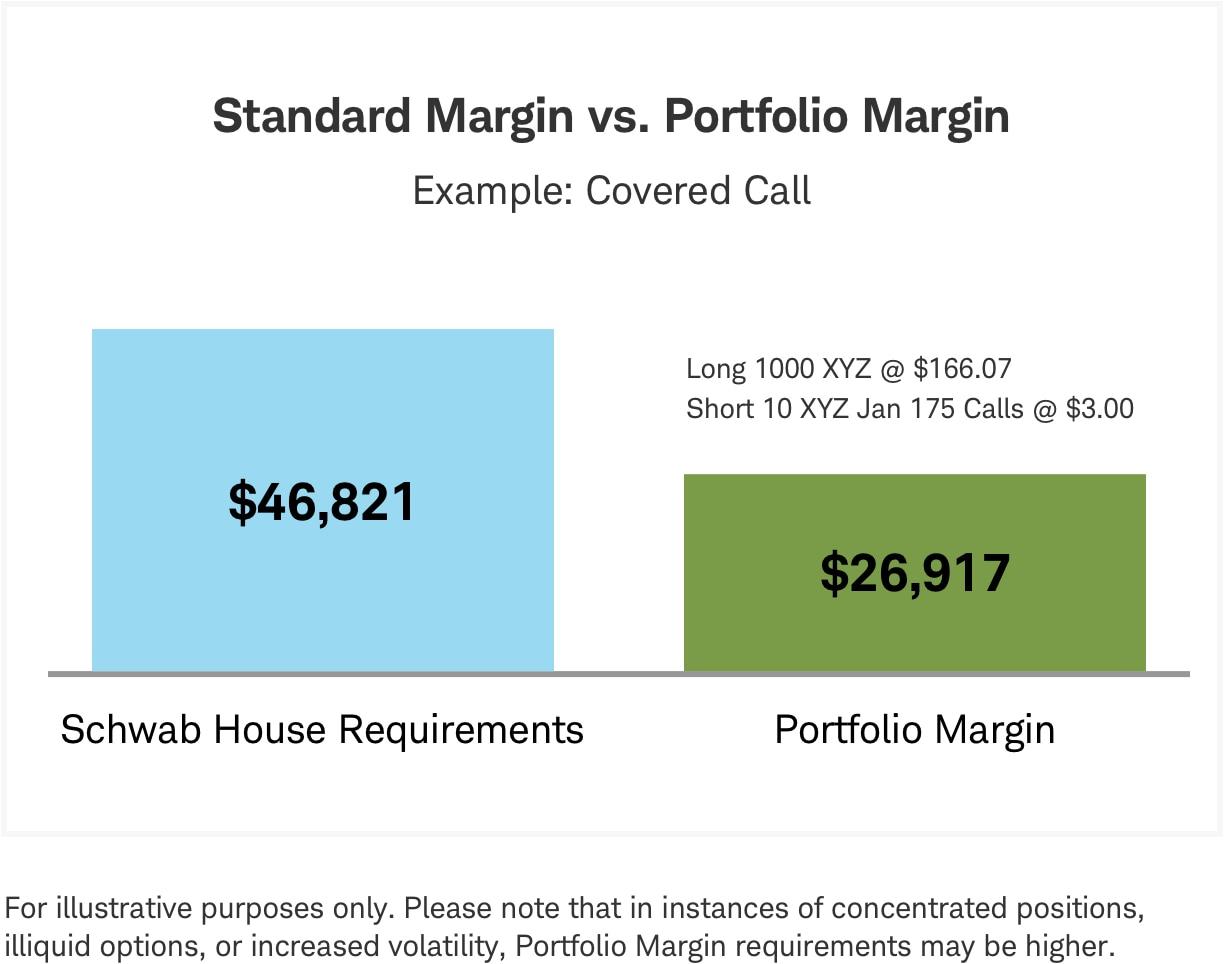 Standard Margin vs. Portfolio Margin
Example: Covered Call
Long 1000 XYZ @ $166.07
Short 10 XYZ Jan 175 Calls @ $3.00
$46,821
$26,917
Schwab House Requirements
Portfolio Margin
For illustrative purposes only. Please note that in instances of concentrated positions,
illiquid options, or increased volatility, Portfolio Margin requirements may be higher.